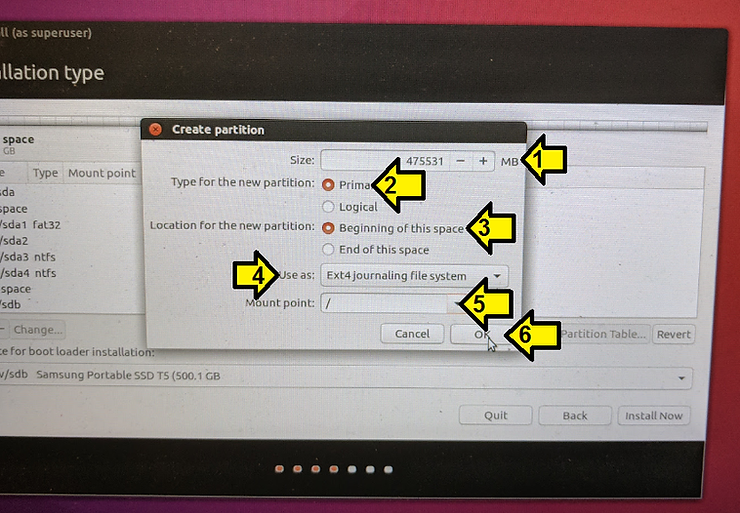 ll (as superuser)
llation type
space
GB
e Type Mount point
sda
space
/sda1 fat32
/sda2
/sda3 ntfs
/sda4 ntfs
space
/sdb
Create partition
Size: 475531 − + MB 1
Type for the new partition: Prima 2
Logical
Location for the new partition: Beginning of this space 3
End of this space
4 Use as: Ext4 journaling file system
Mount point: / 5
Cancel OK 6
Change... Partition Table... Revert
e for boot loader installation:
v/sdb Samsung Portable SSD T5 (500.1 GB
Quit Back Install Now